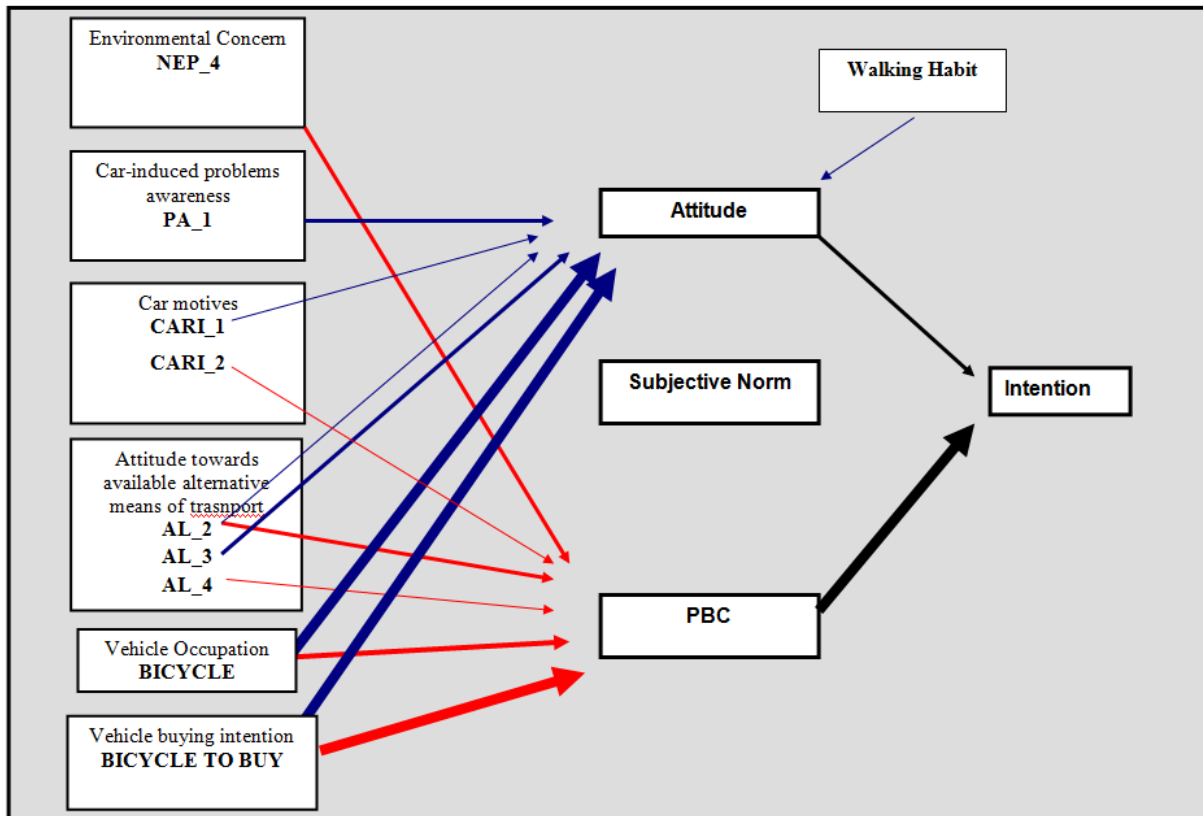 Environmental Concern
NEP_4
Car-induced problems
awareness
PA_1
Car motives
CARI_1
CARI_2
Attitude towards
available alternative
means of trasnport
AL_2
AL_3
AL_4
Vehicle Occupation
BICYCLE
Vehicle buying intention
BICYCLE TO BUY
Walking Habit
Attitude
Subjective Norm
PBC
Intention